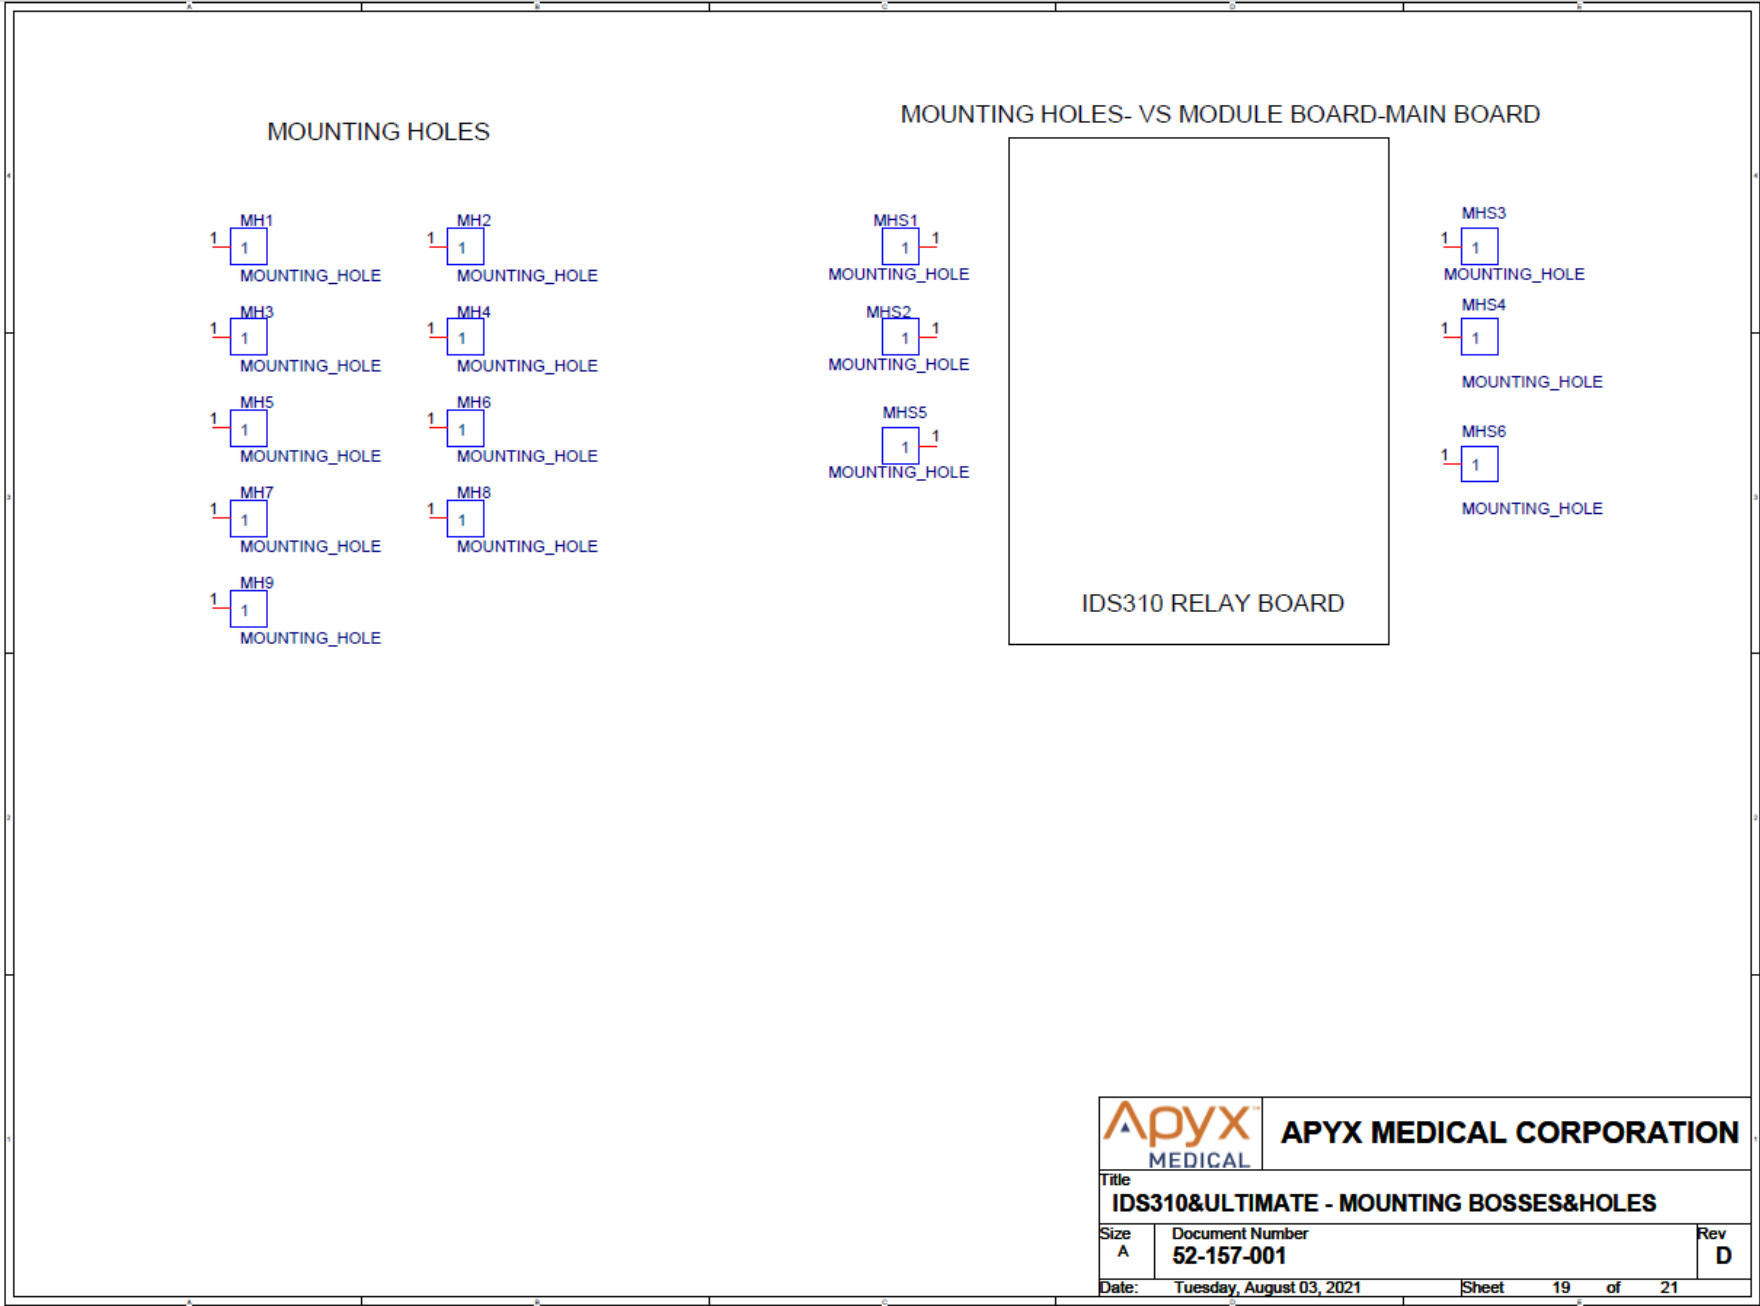 MOUNTING HOLES
MH1
1
1
MOUNTING_HOLE
MH2
1
1
MOUNTING_HOLE
MH3
1
1
MOUNTING_HOLE
MH4
1
1
MOUNTING_HOLE
MH5
1
1
MOUNTING_HOLE
MH6
1
1
MOUNTING_HOLE
MH7
1
1
MOUNTING_HOLE
MH8
1
1
MOUNTING_HOLE
MH9
1
1
MOUNTING_HOLE
MOUNTING HOLES- VS MODULE BOARD-MAIN BOARD
MHS1
1
1
MOUNTING_HOLE
MHS2
1
1
MOUNTING_HOLE
MHS5
1
1
MOUNTING_HOLE
IDS310 RELAY BOARD
MHS3
1
1
MOUNTING_HOLE
MHS4
1
1
MOUNTING_HOLE
MHS6
1
1
MOUNTING_HOLE
Apyx
MEDICAL
APYX MEDICAL CORPORATION
Title
IDS310&ULTIMATE - MOUNTING BOSSES&HOLES
Size
A
Document Number
52-157-001
Rev
D
Date: Tuesday, August 03, 2021 Sheet 19 of 21